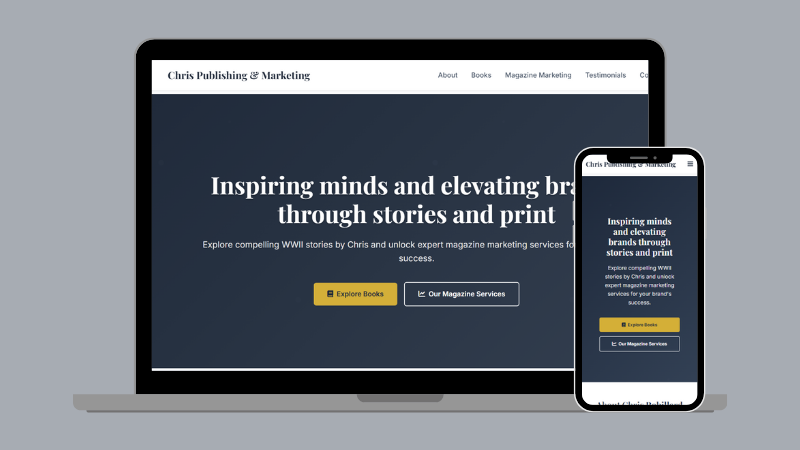 Chris Publishing & Marketing
About Books Magazine Marketing Testimonials Co
Inspiring minds and elevating bra
through stories and print
Explore compelling WWII stories by Chris and unlock expert magazine marketing services fo
success.
Explore Books Our Magazine Services
Chris Publishing & Marketing
Inspiring minds
and elevating
brands through
stories and print
Explore compelling WWII
stories by Chris and unlock
expert magazine marketing
services for your brand's
success.
Explore Books
Our Magazine Services
About Chris Robillard